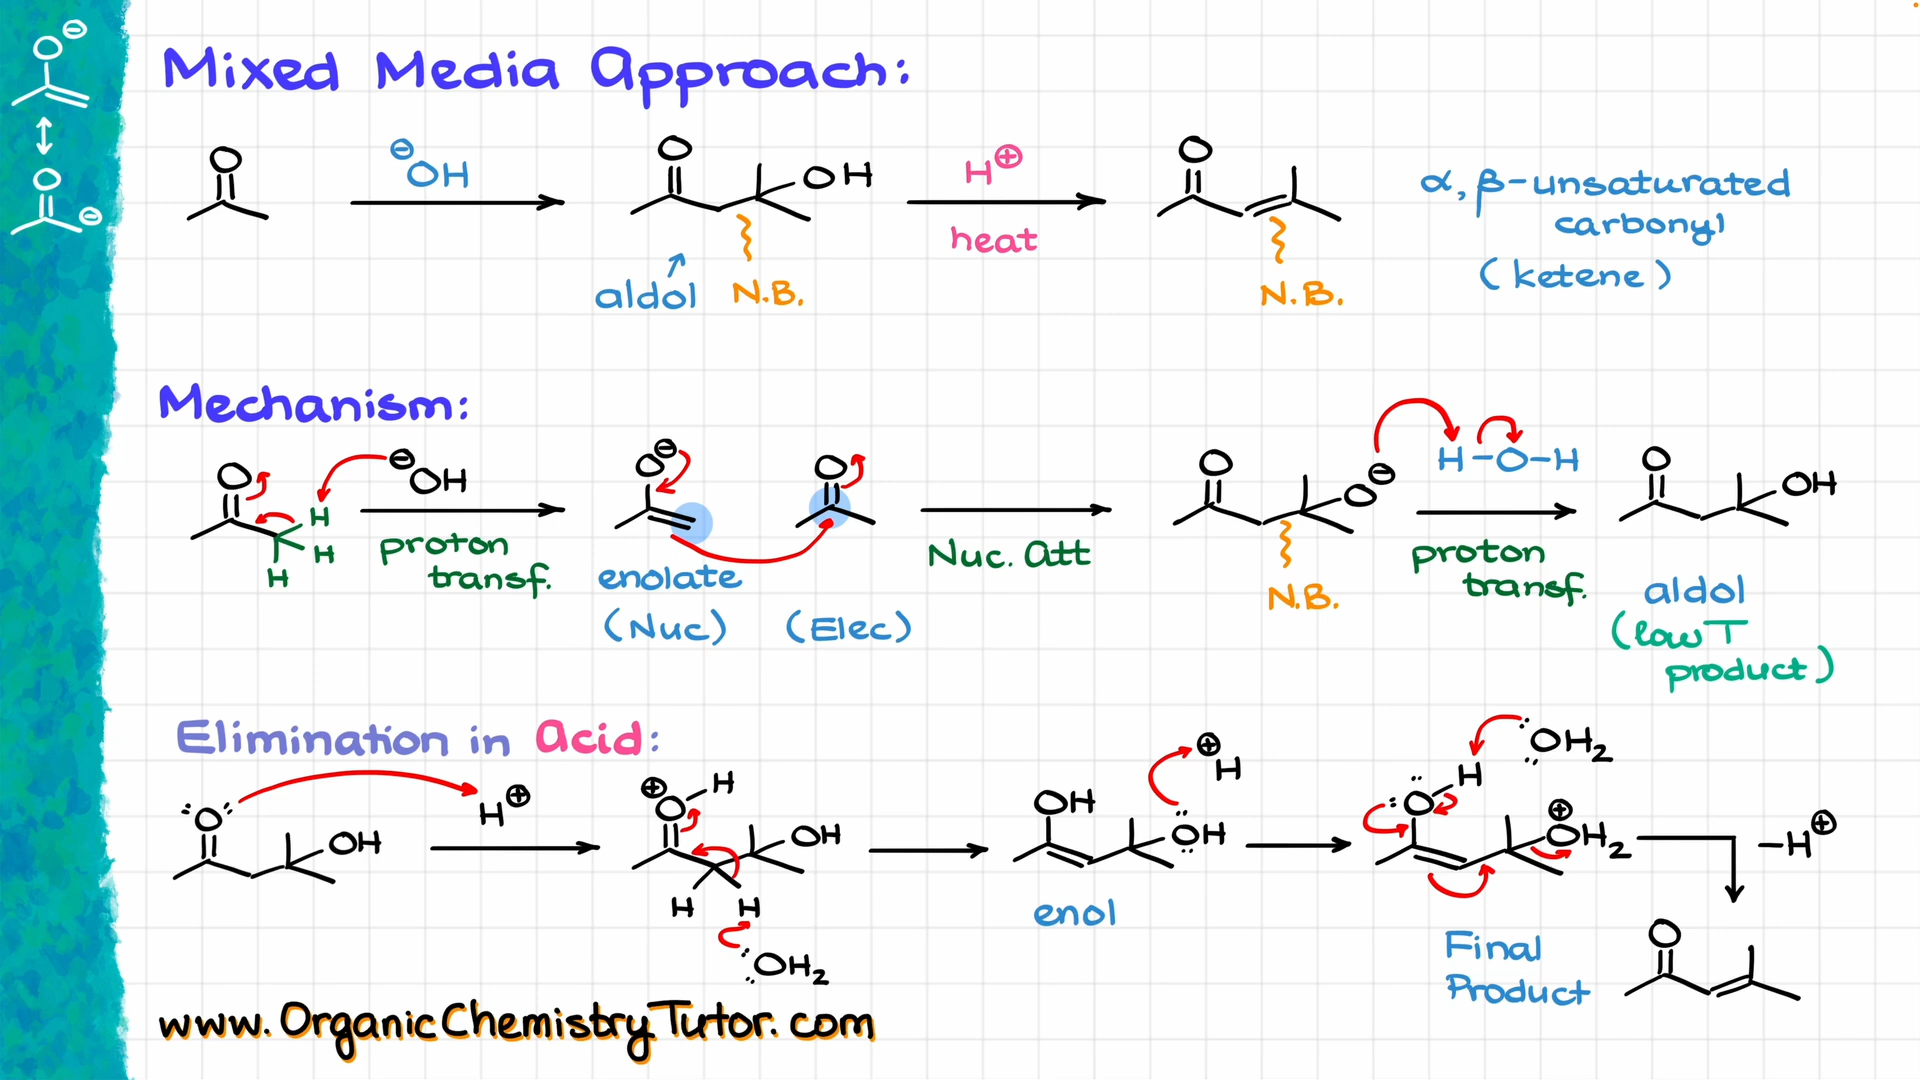 Mixed Media Approach:
O
⊖OH
O OH
H⊕
heat
O
α, β-unsaturated
carbonyl
(ketene)
aldol
N.B.
N.B.
O⊖
O
⊖
Mechanism:
O H H H
⊖OH
proton
transf.
O⊖
enolate
(Nuc)
O
(Elec)
Nuc. Att
O O⊖
N.B.
H-O-H
proton
transf.
O OH
aldol
(low T
product)
Elimination in Acid:
:O: OH
H⊕
⊕O-H OH
H H
:OH2
OH :OH
⊕H
enol
:O-H ⊕OH2
:OH2
-H⊕
Final
Product
O
www.OrganicChemistryTutor.com